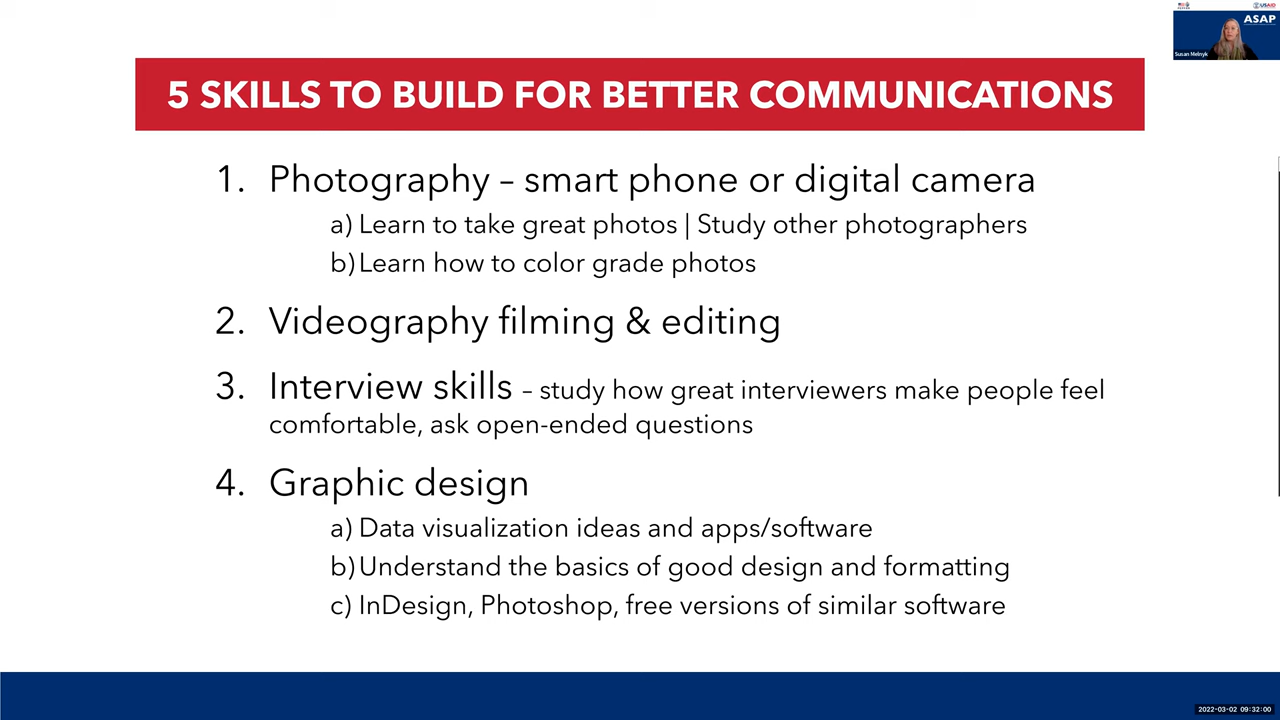 USAID
ASAP
Susan Melnyk
5 SKILLS TO BUILD FOR BETTER COMMUNICATIONS
1. Photography – smart phone or digital camera
a) Learn to take great photos | Study other photographers
b) Learn how to color grade photos
2. Videography filming & editing
3. Interview skills – study how great interviewers make people feel
comfortable, ask open-ended questions
4. Graphic design
a) Data visualization ideas and apps/software
b) Understand the basics of good design and formatting
c) InDesign, Photoshop, free versions of similar software
2022-03-02 09:32:00